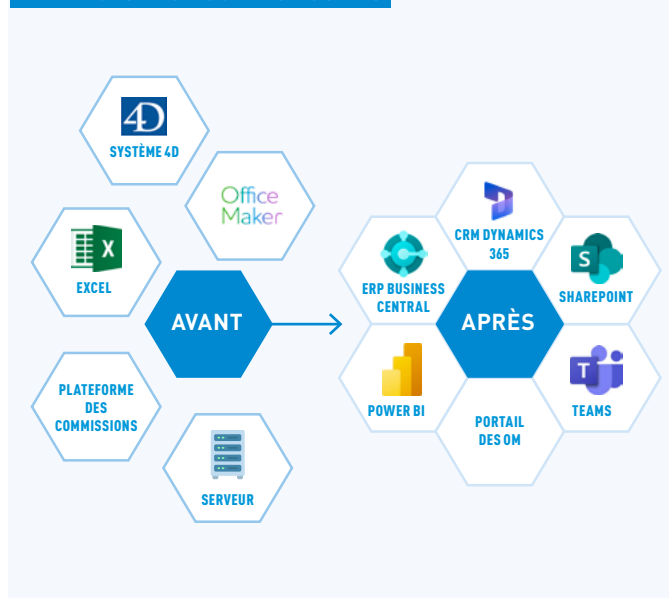 4D
SYSTÈME 4D
Office
Maker
X
EXCEL
AVANT
PLATEFORME
DES
COMMISSIONS
SERVEUR
CRM DYNAMICS
365
ERP BUSINESS
CENTRAL
S
SHAREPOINT
APRÈS
POWER BI
T
TEAMS
PORTAIL
DES OM